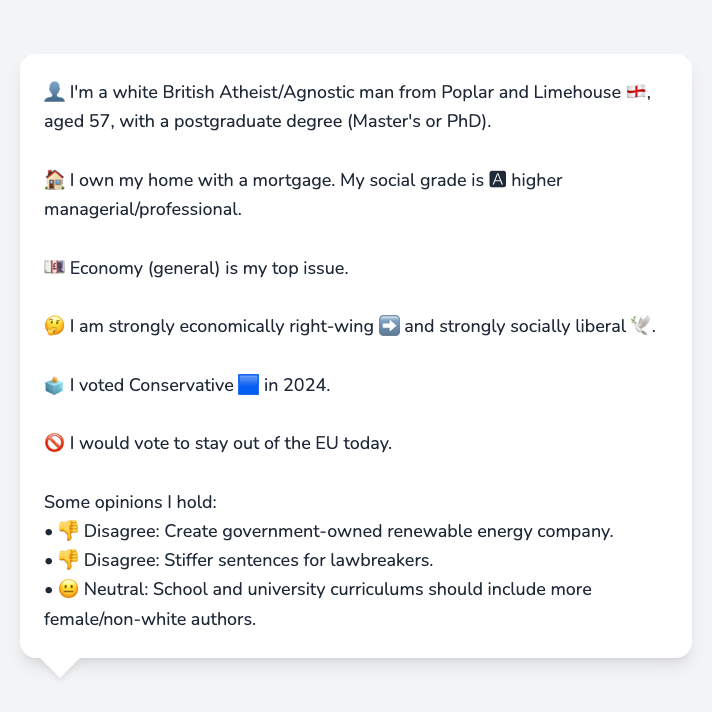 👤 I'm a white British Atheist/Agnostic man from Poplar and Limehouse 🏴󠁧󠁢󠁥󠁮󠁧󠁿,
aged 57, with a postgraduate degree (Master's or PhD).
🏠 I own my home with a mortgage. My social grade is 🅰 higher
managerial/professional.
💷 Economy (general) is my top issue.
🤔 I am strongly economically right-wing ➡️ and strongly socially liberal 🕊️.
🗳️ I voted Conservative 🟦 in 2024.
🚫 I would vote to stay out of the EU today.
Some opinions I hold:
• 👎 Disagree: Create government-owned renewable energy company.
• 👎 Disagree: Stiffer sentences for lawbreakers.
• 😐 Neutral: School and university curriculums should include more
female/non-white authors.